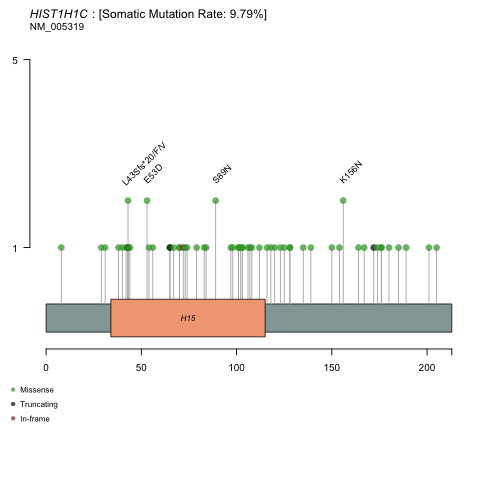 HIST1H1C : [Somatic Mutation Rate: 9.79%]
NM_005319
5
L43Sfs*20/F/V
E53D
S89N
K156N
1
H15
0 50 100 150 200
Missense
Truncating
In-frame